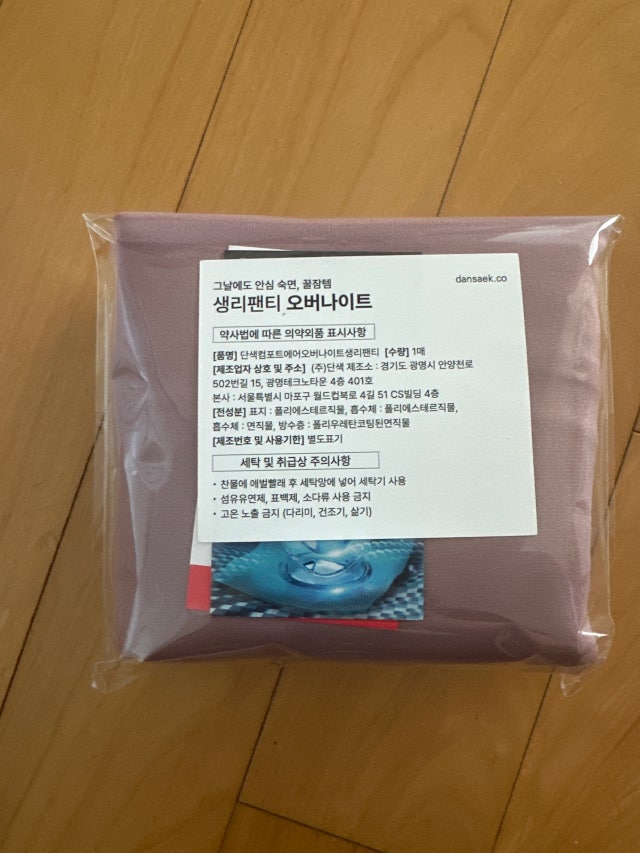 그날에도 안심 숙면, 꿀잠템
dansaek.co
생리팬티 오버나이트
약사법에 따른 의약외품 표시사항
[품명] 단색컴포트에어오버나이트생리팬티 [수량] 1매
[제조업자 상호 및 주소] (주)단색 제조소 : 경기도 광명시 안양천로
502번길 15, 광명테크노타운 4층 401호
본사 : 서울특별시 마포구 월드컵북로 4길 51 CS빌딩 4층
[전성분] 표지 : 폴리에스테르직물, 흡수체 : 폴리에스테르직물,
흡수체 : 면직물, 방수층 : 폴리우레탄코팅된면직물
[제조번호 및 사용기한] 별도표기
세탁 및 취급상 주의사항
• 찬물에 애벌빨래 후 세탁망에 넣어 세탁기 사용
• 섬유유연제, 표백제, 소다류 사용 금지
• 고온 노출 금지 (다리미, 건조기, 삶기)